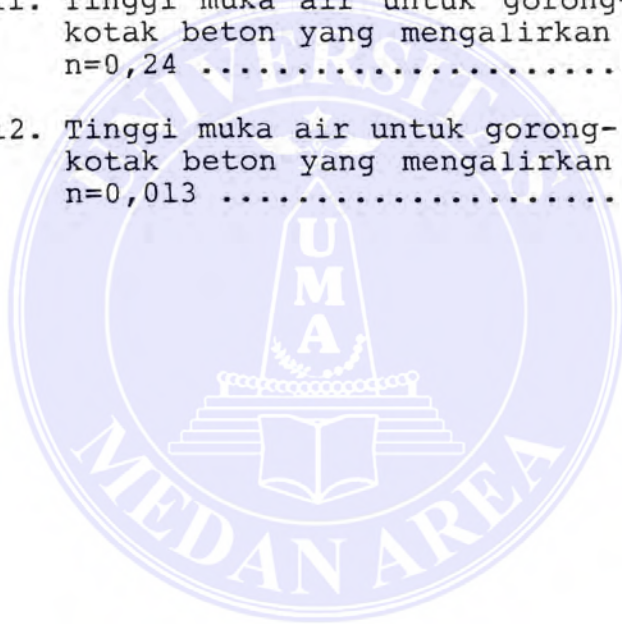 11. Tinggi muka air untuk gorong-
kotak beton yang mengalirkan
n=0,24 .......................
12. Tinggi muka air untuk gorong-
kotak beton yang mengalirkan
n=0,013 ......................
UNIVERSITAS
UMA
MEDAN AREA